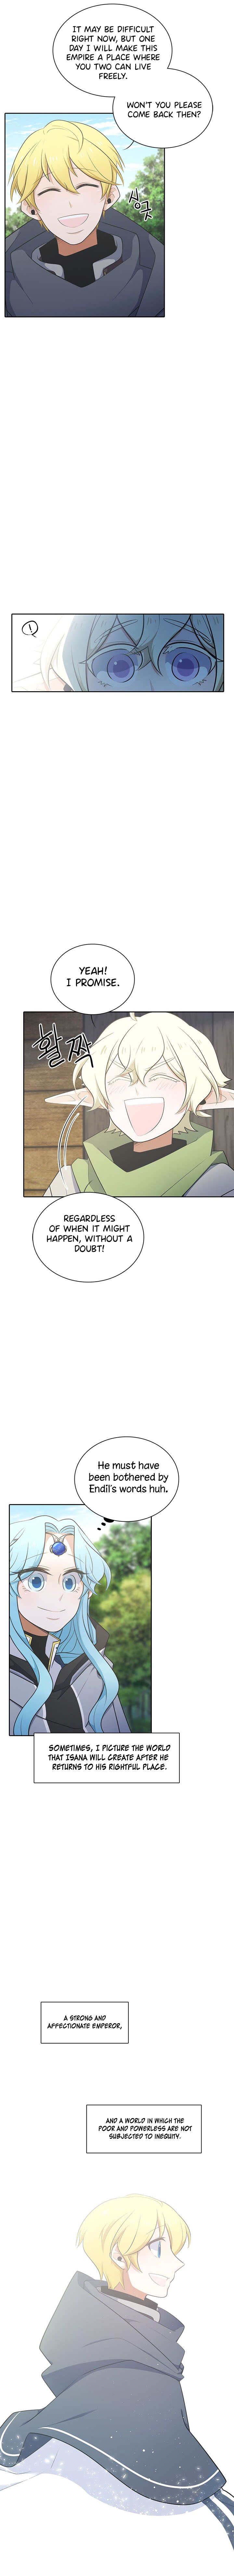 IT MAY BE DIFFICULT
RIGHT NOW, BUT ONE
DAY I WILL MAKE THIS
EMPIRE A PLACE WHERE
YOU TWO CAN LIVE
FREELY.
WON'T YOU PLEASE
COME BACK THEN?
싱긋
!
YEAH!
I PROMISE.
활짝
REGARDLESS
OF WHEN IT MIGHT
HAPPEN, WITHOUT A
DOUBT!
He must have
been bothered by
Endil's words huh.
SOMETIMES, I PICTURE THE WORLD
THAT ISANA WILL CREATE AFTER HE
RETURNS TO HIS RIGHTFUL PLACE.
A STRONG AND
AFFECTIONATE EMPEROR,
AND A WORLD IN WHICH THE
POOR AND POWERLESS ARE NOT
SUBJECTED TO INEQUITY.